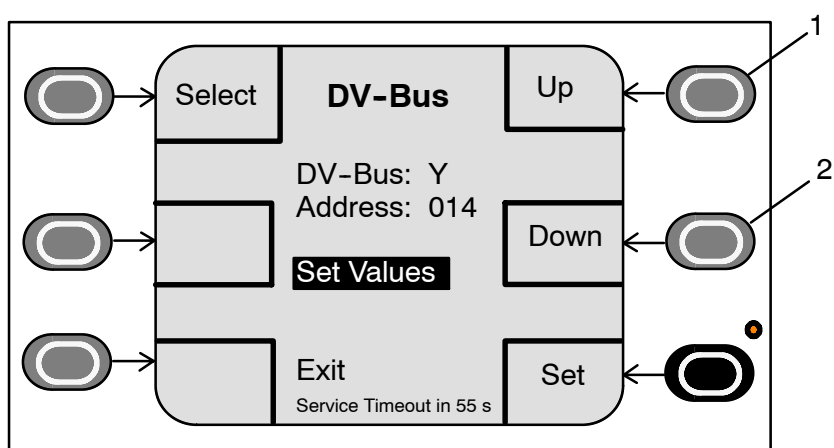 1
Select
DV-Bus
Up
DV-Bus: Y
2
Address: 014
Down
Set Values
Exit
Set
Service Timeout in 55 s